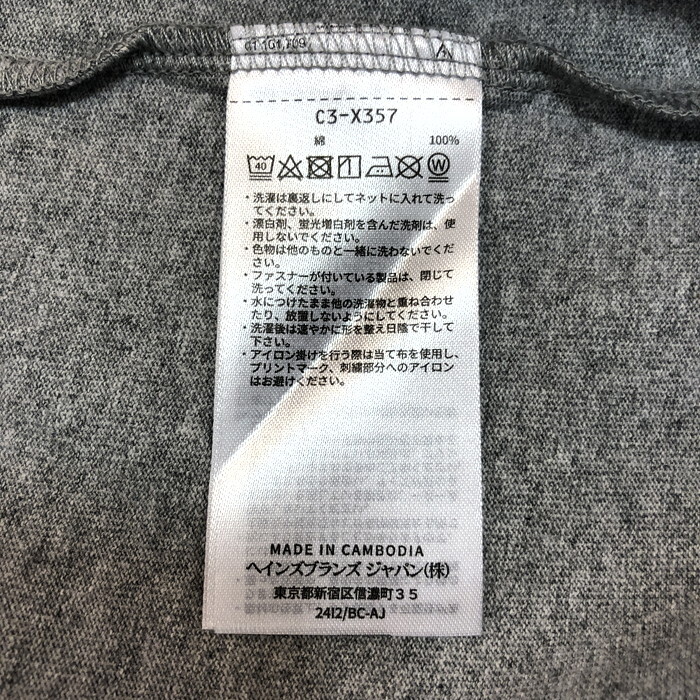 C3-X357
綿 100%
40 W
・洗濯は裏返しにしてネットに入れて洗っ
てください。
・漂白剤、蛍光増白剤を含んだ洗剤は、使
用しないでください。
・色物は他のものと一緒に洗わないでくだ
さい。
・ファスナーが付いている製品は、閉じて
洗ってください。
・水につけたまま他の洗濯物と重ね合わせ
たり、放置しないようにしてください。
・洗濯後は速やかに形を整え日陰で干して
下さい。
・アイロン掛けを行う際は当て布を使用し、
プリントマーク、刺繍部分へのアイロン
はお避けください。
MADE IN CAMBODIA
ヘインズブランズ ジャパン(株)
東京都新宿区信濃町35
24I2/BC-AJ